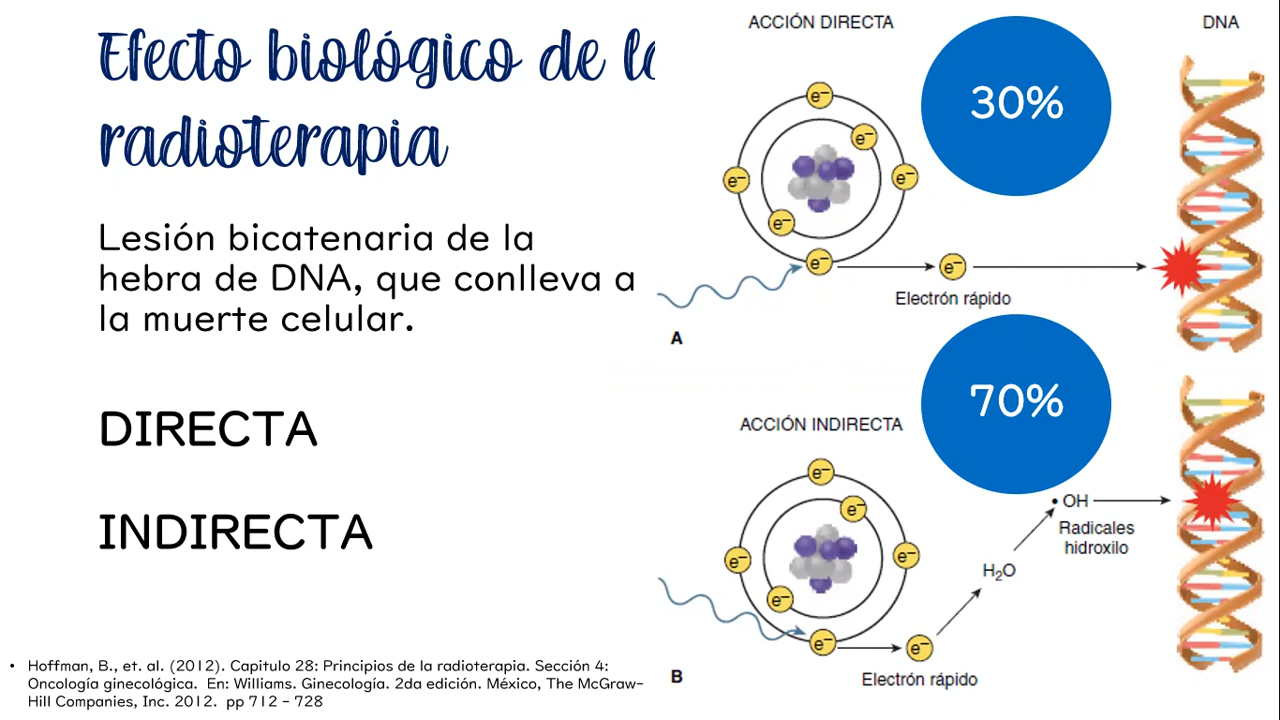 Efecto biológico de la
radioterapia
Lesión bicatenaria de la
hebra de DNA, que conlleva a
la muerte celular.
DIRECTA
INDIRECTA
• Hoffman, B., et. al. (2012). Capitulo 28: Principios de la radioterapia. Sección 4:
Oncología ginecológica. En: Williams. Ginecología. 2da edición. México, The McGraw-
Hill Companies, Inc. 2012. pp 712 – 728
ACCIÓN DIRECTA
30%
DNA
e–
e–
e–
e–
e–
e–
e–
Electrón rápido
A
70%
ACCIÓN INDIRECTA
e–
e–
e–
e–
e–
e–
e–
Electrón rápido
H₂O
• OH
Radicales
hidroxilo
B